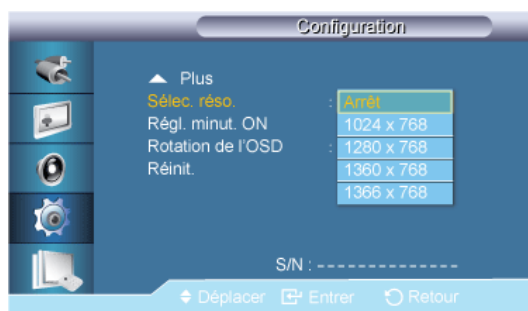 Configuration
▲ Plus
Sélec. réso. : Arrêt
Régl. minut. ON 1024 x 768
Rotation de l'OSD : 1280 x 768
Réinit. 1360 x 768
1366 x 768
S/N : --------------
Déplacer Entrer Retour